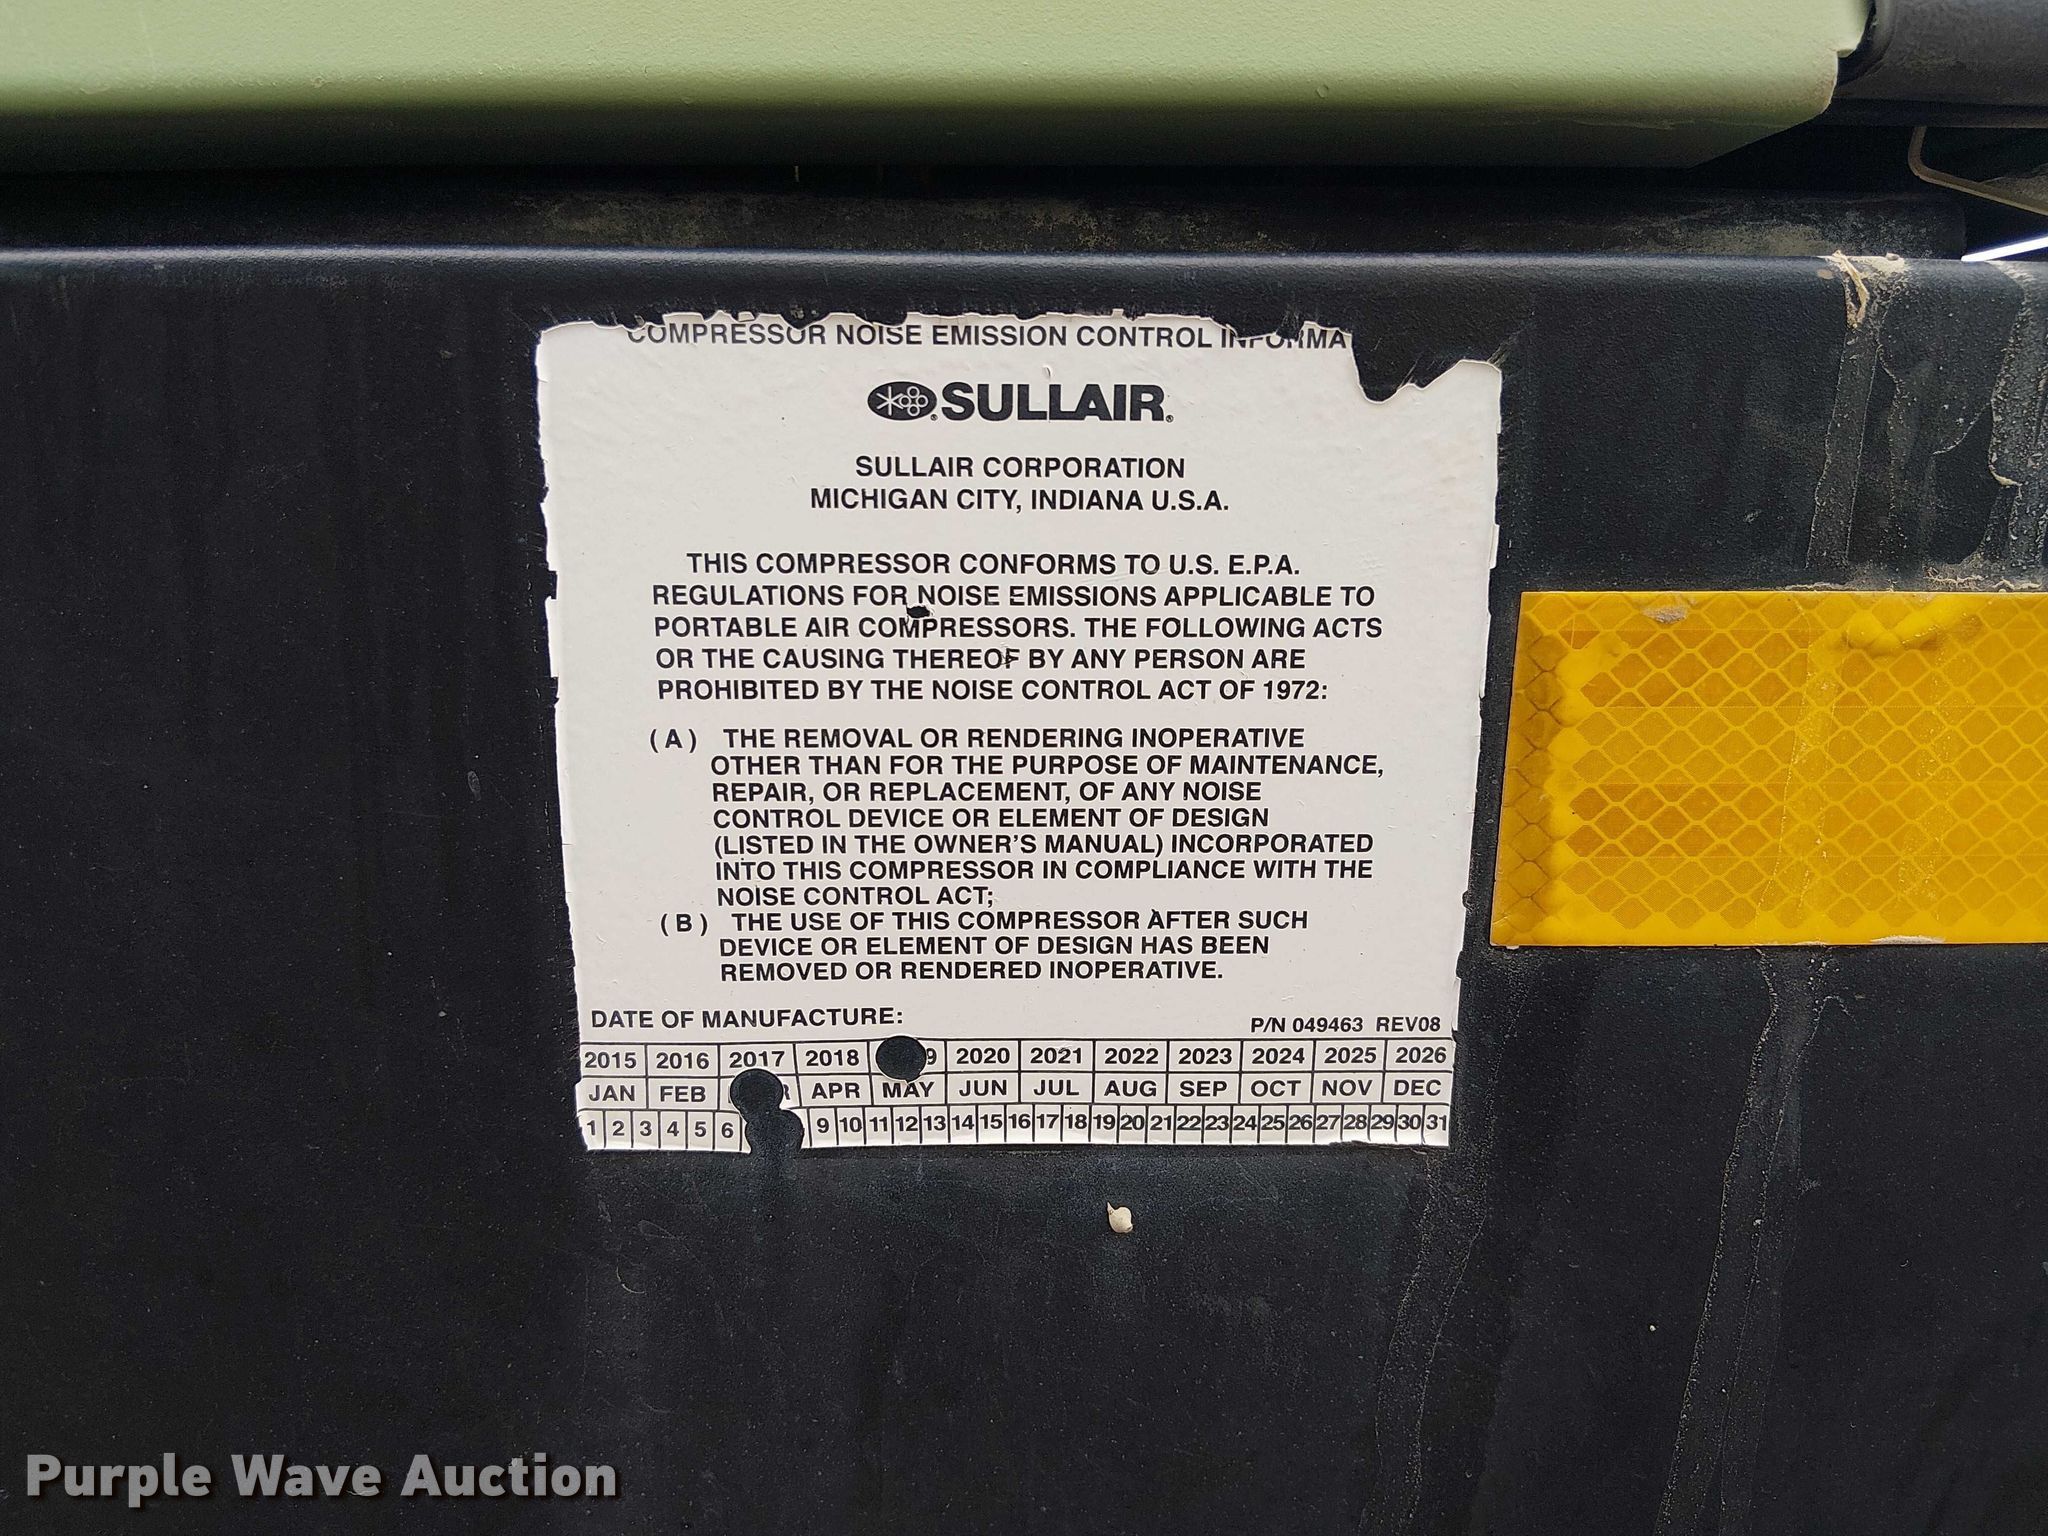 COMPRESSOR NOISE EMISSION CONTROL INFORMA
SULLAIR
SULLAIR CORPORATION
MICHIGAN CITY, INDIANA U.S.A.
THIS COMPRESSOR CONFORMS TO U.S. E.P.A.
REGULATIONS FOR NOISE EMISSIONS APPLICABLE TO
PORTABLE AIR COMPRESSORS. THE FOLLOWING ACTS
OR THE CAUSING THEREOF BY ANY PERSON ARE
PROHIBITED BY THE NOISE CONTROL ACT OF 1972:
(A) THE REMOVAL OR RENDERING INOPERATIVE
OTHER THAN FOR THE PURPOSE OF MAINTENANCE,
REPAIR, OR REPLACEMENT, OF ANY NOISE
CONTROL DEVICE OR ELEMENT OF DESIGN
(LISTED IN THE OWNER'S MANUAL) INCORPORATED
INTO THIS COMPRESSOR IN COMPLIANCE WITH THE
NOISE CONTROL ACT;
(B) THE USE OF THIS COMPRESSOR AFTER SUCH
DEVICE OR ELEMENT OF DESIGN HAS BEEN
REMOVED OR RENDERED INOPERATIVE.
DATE OF MANUFACTURE:
P/N 049463 REV08
2015 2016 2017 2018 9 2020 2021 2022 2023 2024 2025 2026
JAN FEB R APR MAY JUN JUL AUG SEP OCT NOV DEC
1 2 3 4 5 6 9 10 11 12 13 14 15 16 17 18 19 20 21 22 23 24 25 26 27 28 29 30 31
Purple Wave Auction